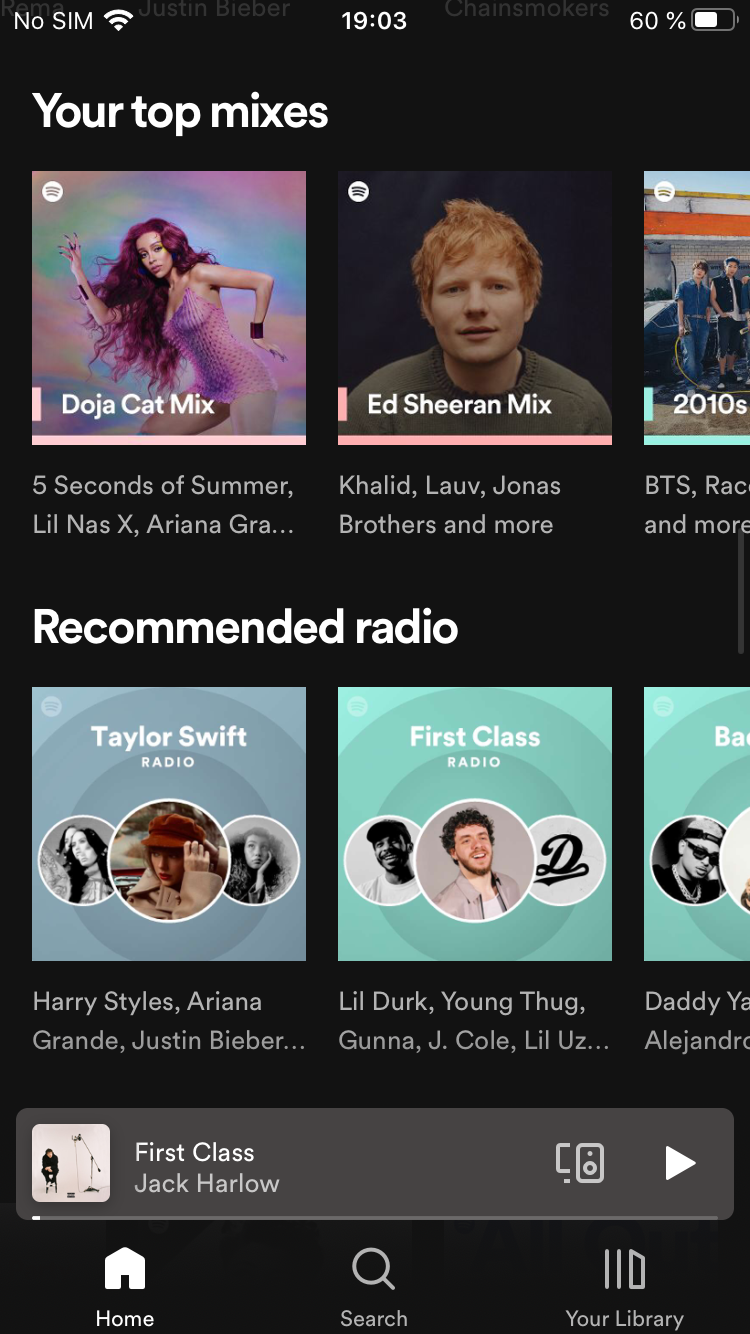 Rema
Justin Bieber
Chainsmokers
No SIM
19:03
60 %
Your top mixes
Doja Cat Mix
Ed Sheeran Mix
2010s
5 Seconds of Summer,
Lil Nas X, Ariana Gra...
Khalid, Lauv, Jonas
Brothers and more
BTS, Rac
and more
Recommended radio
Taylor Swift
RADIO
First Class
RADIO
Ba
D
Harry Styles, Ariana
Grande, Justin Bieber...
Lil Durk, Young Thug,
Gunna, J. Cole, Lil Uz...
Daddy Ya
Alejandro
First Class
Jack Harlow
Home
Search
Your Library